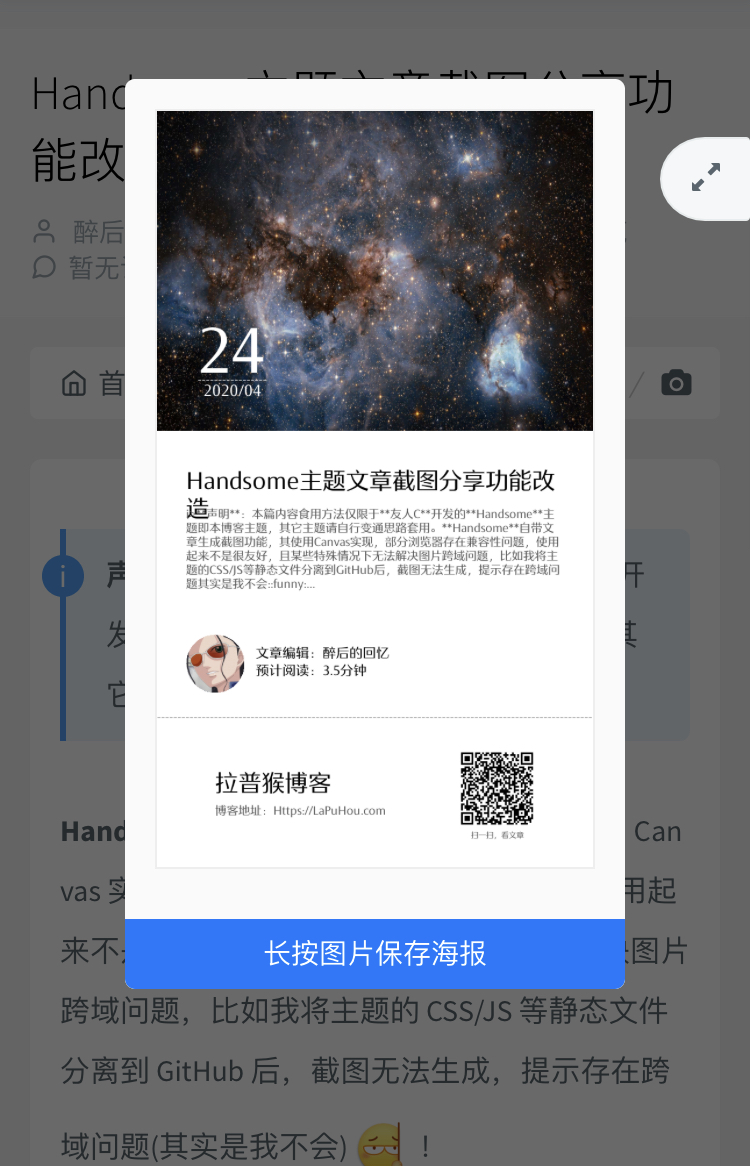 Hand
功
能改
醉后
暂无
首
/
24
2020/04
Handsome主题文章截图分享功能改
造
声明**：本篇内容食用方法仅限于**友人C**开发的**Handsome**主
题即本博客主题，其它主题请自行变通思路套用。**Handsome**自带文
章生成截图功能，其使用Canvas实现，部分浏览器存在兼容性问题，使用
起来不是很友好，且某些特殊情况下无法解决图片跨域问题，比如我将主
题的CSS/JS等静态文件分离到GitHub后，截图无法生成，提示存在跨域问
题其实是我不会::funny:...
文章编辑：醉后的回忆
预计阅读：3.5分钟
拉普猴博客
博客地址：Https://LaPuHou.com
扫一扫，看文章
长按图片保存海报
开
发
其
它
Hand
Can
vas 实
用起
来不
图片
跨域问题，比如我将主题的 CSS/JS 等静态文件
分离到 GitHub 后，截图无法生成，提示存在跨
域问题(其实是我不会) ！